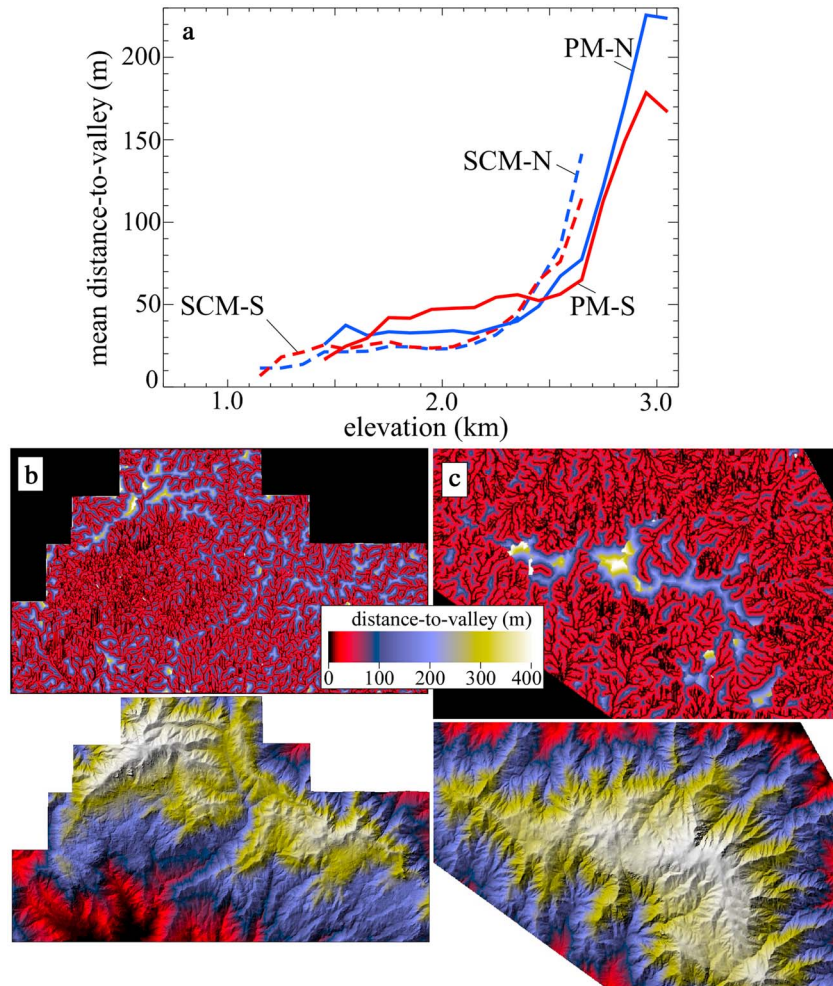 a
mean distance-to-valley (m)
200
150
100
50
0
PM-N
SCM-N
SCM-S
PM-S
1.0 2.0 3.0
elevation (km)
b
c
distance-to-valley (m)
0 100 200 300 400